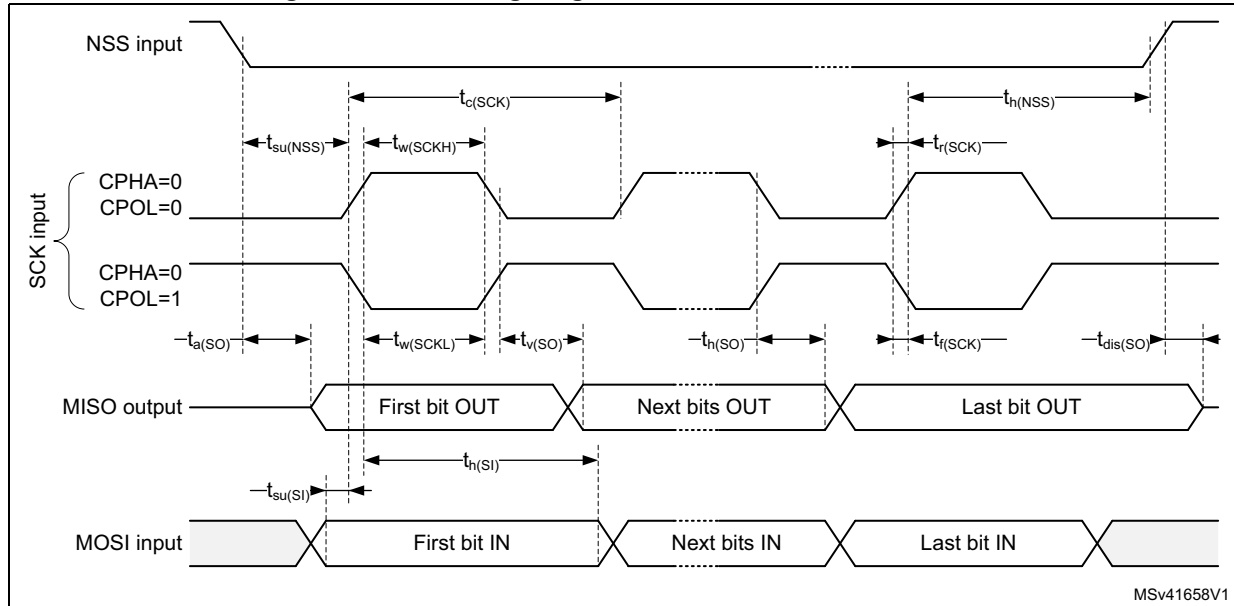 NSS input
tc(SCK)
th(NSS)
tsu(NSS)
tw(SCKH)
tr(SCK)
SCK input
CPHA=0
CPOL=0
CPHA=0
CPOL=1
ta(SO)
tw(SCKL)
tv(SO)
th(SO)
tf(SCK)
tdis(SO)
MISO output
First bit OUT
Next bits OUT
Last bit OUT
th(SI)
tsu(SI)
MOSI input
First bit IN
Next bits IN
Last bit IN
MSv41658V1